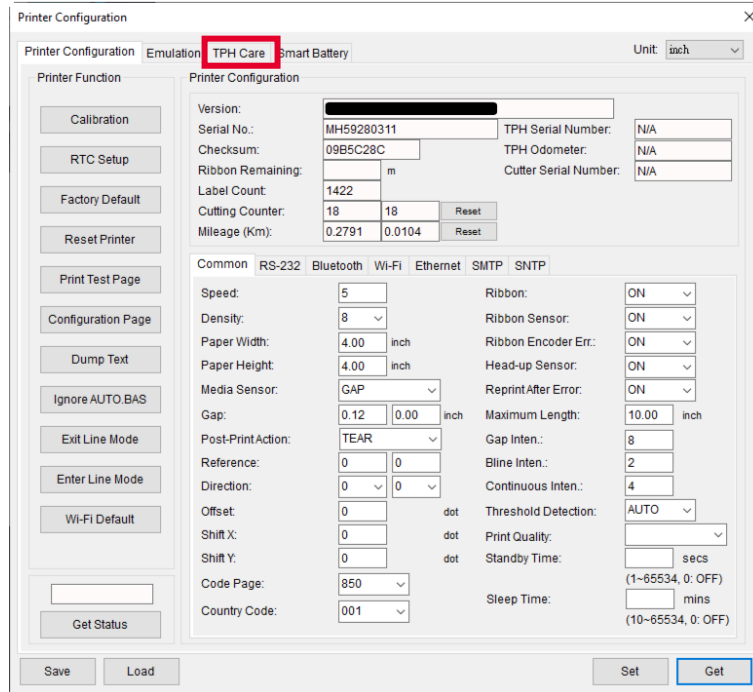 Printer Configuration
Printer Configuration Emulation TPH Care Smart Battery Unit: inch
Printer Function
Calibration
RTC Setup
Factory Default
Reset Printer
Print Test Page
Configuration Page
Dump Text
Ignore AUTO.BAS
Exit Line Mode
Enter Line Mode
Wi-Fi Default
Get Status
Printer Configuration
Version:
Serial No.: MH59280311 TPH Serial Number: N/A
Checksum: 09B5C28C TPH Odometer: N/A
Ribbon Remaining: m Cutter Serial Number: N/A
Label Count: 1422
Cutting Counter: 18 18 Reset
Mileage (Km): 0.2791 0.0104 Reset
Common RS-232 Bluetooth Wi-Fi Ethernet SMTP SNTP
Speed: 5 Ribbon: ON
Density: 8 Ribbon Sensor: ON
Paper Width: 4.00 inch Ribbon Encoder Err.: ON
Paper Height: 4.00 inch Head-up Sensor: ON
Media Sensor: GAP Reprint After Error: ON
Gap: 0.12 0.00 inch Maximum Length: 10.00 inch
Post-Print Action: TEAR Gap Inten.: 8
Reference: 0 0 Bline Inten.: 2
Direction: 0 0 Continuous Inten.: 4
Offset: 0 dot Threshold Detection: AUTO
Shift X: 0 dot Print Quality:
Shift Y: 0 dot Standby Time: secs
(1~65534, 0: OFF)
Code Page: 850
Sleep Time: mins
Country Code: 001
(10~65534, 0: OFF)
Save Load Set Get